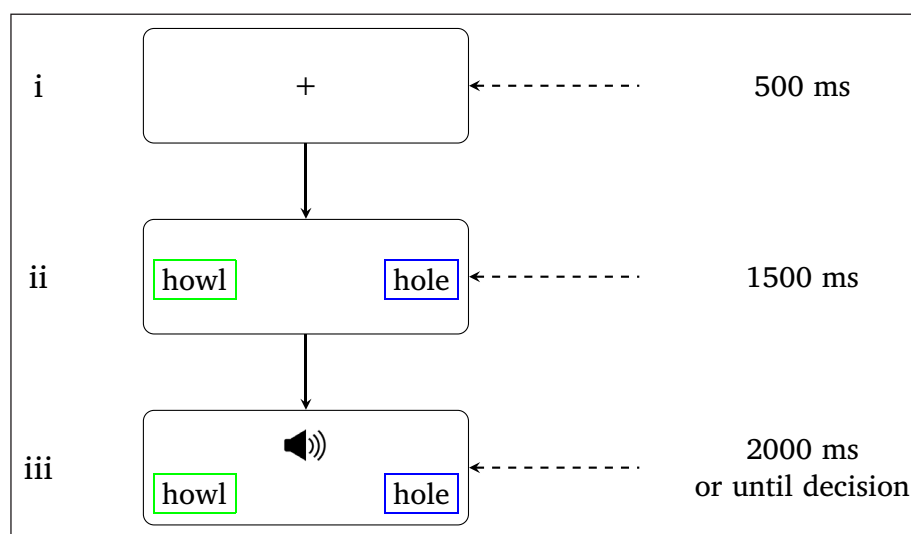 i
+
500 ms
ii
howl
hole
1500 ms
iii
howl
hole
2000 ms
or until decision